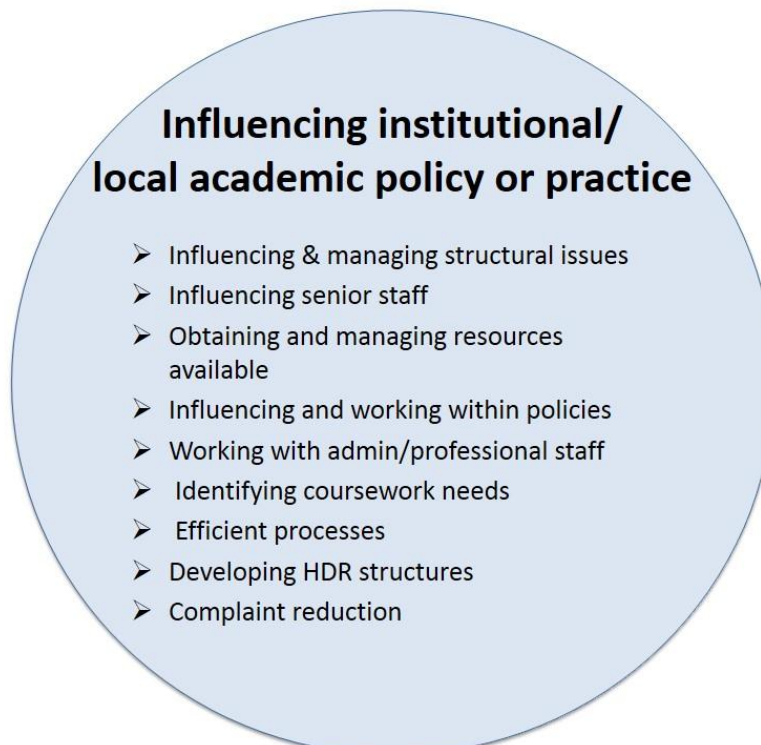 Influencing institutional/
local academic policy or practice
➢ Influencing & managing structural issues
➢ Influencing senior staff
➢ Obtaining and managing resources
available
➢ Influencing and working within policies
➢ Working with admin/professional staff
➢ Identifying coursework needs
➢ Efficient processes
➢ Developing HDR structures
➢ Complaint reduction